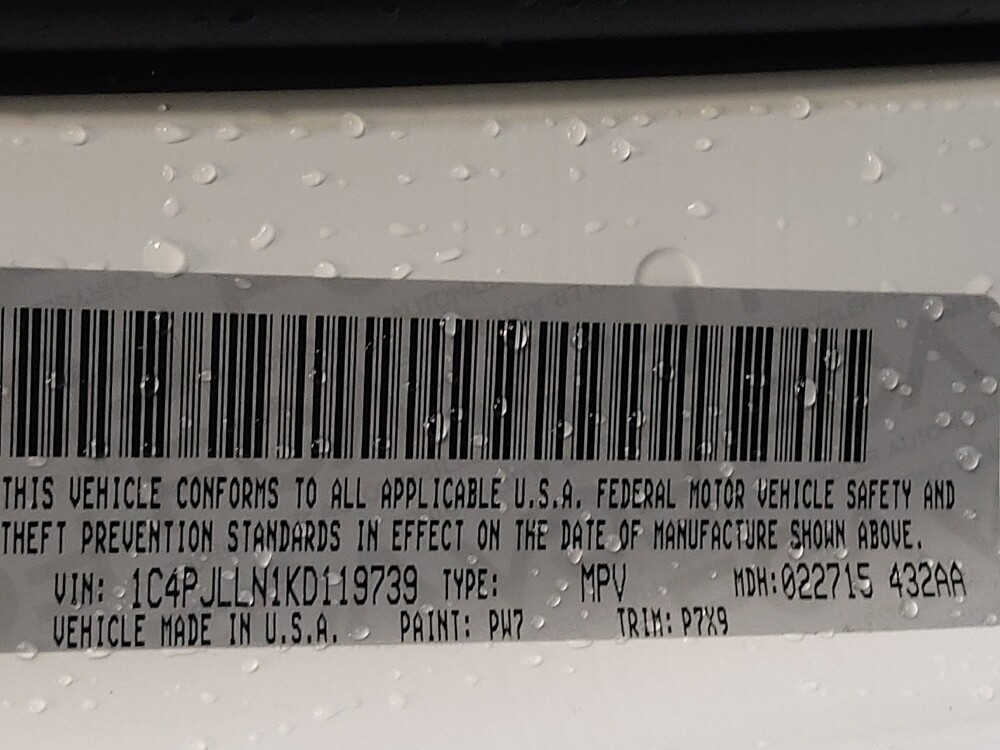 THIS VEHICLE CONFORMS TO ALL APPLICABLE U.S.A. FEDERAL MOTOR VEHICLE SAFETY AND
THEFT PREVENTION STANDARDS IN EFFECT ON THE DATE OF MANUFACTURE SHOWN ABOVE.
VIN: 1C4PJLLN1KD119739 TYPE: MPV MDH:022715 432AA
VEHICLE MADE IN U.S.A. PAINT: PW7 TRIM: P7X9